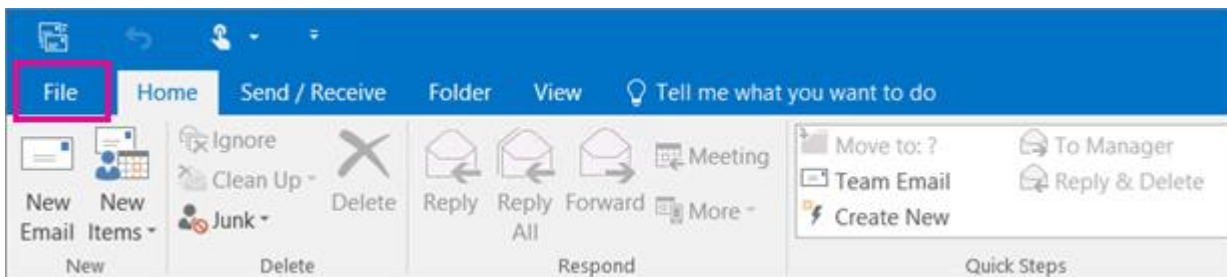 File Home Send / Receive Folder View Tell me what you want to do
Ignore
Clean Up
Junk
New Email
New Items
Delete
Reply
Reply All
Forward
Meeting
More
Move to: ?
Team Email
Create New
To Manager
Reply & Delete
New Delete Respond Quick Steps